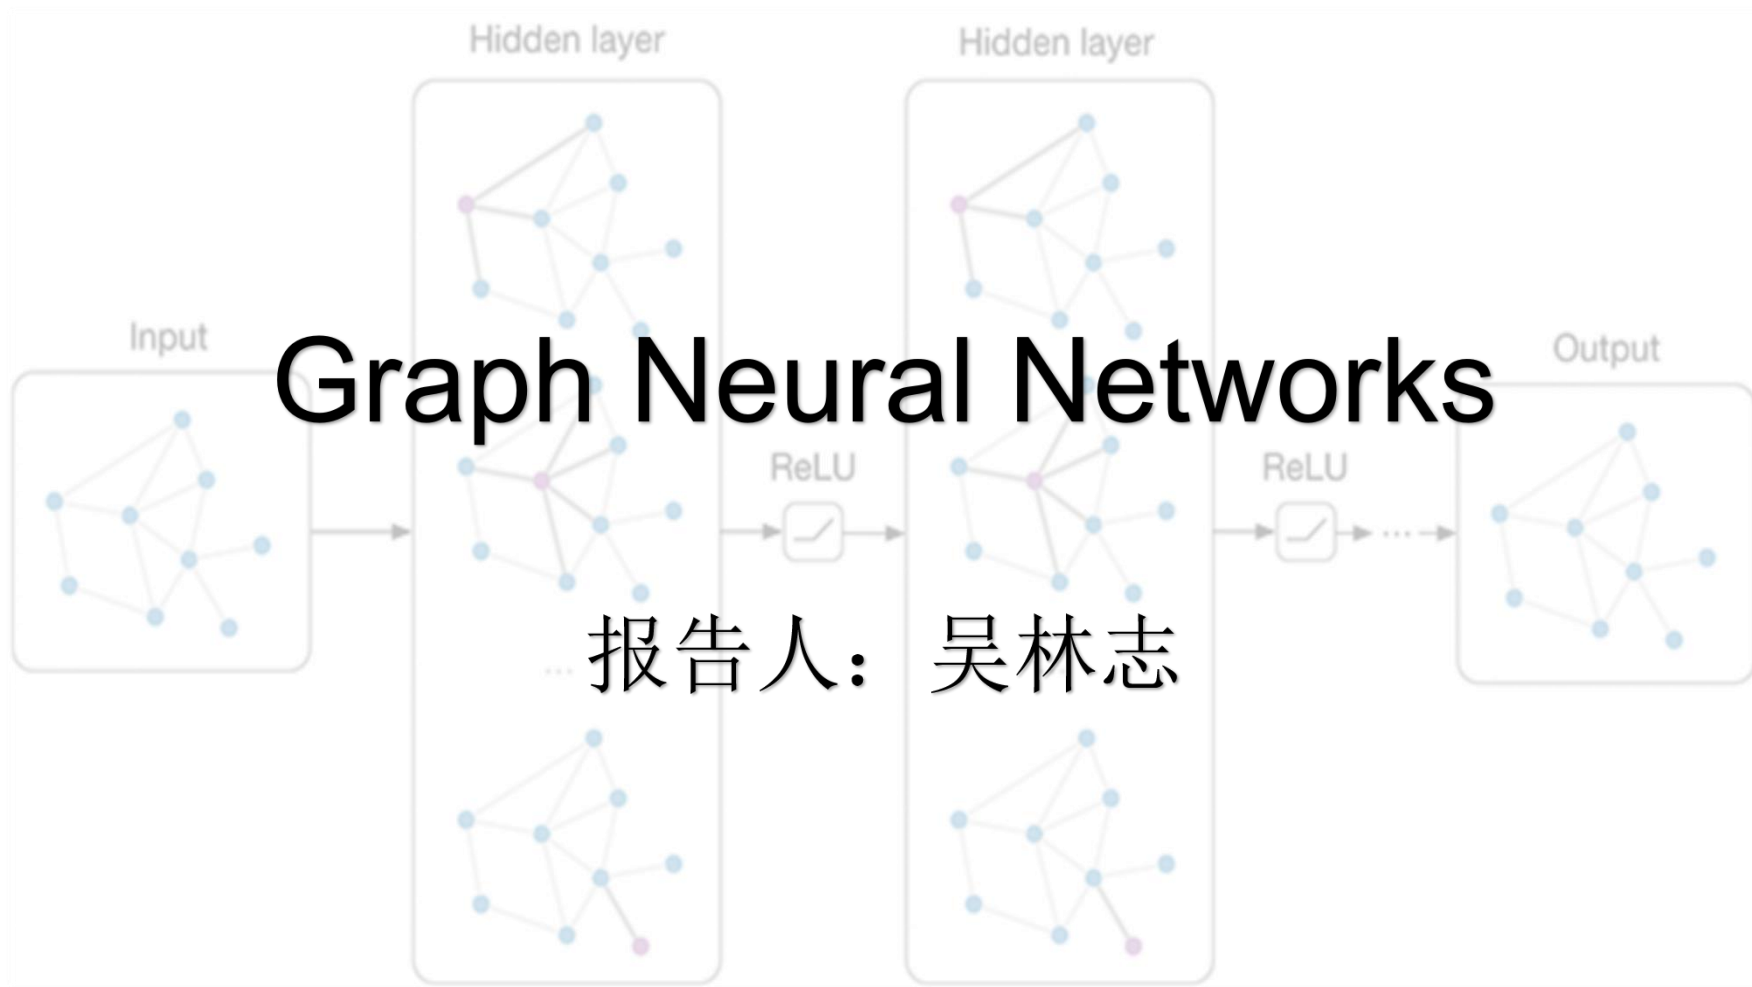 Hidden layer
Hidden layer
Input
Graph Neural Networks
Output
ReLU
ReLU
...
... 报告人：吴林志